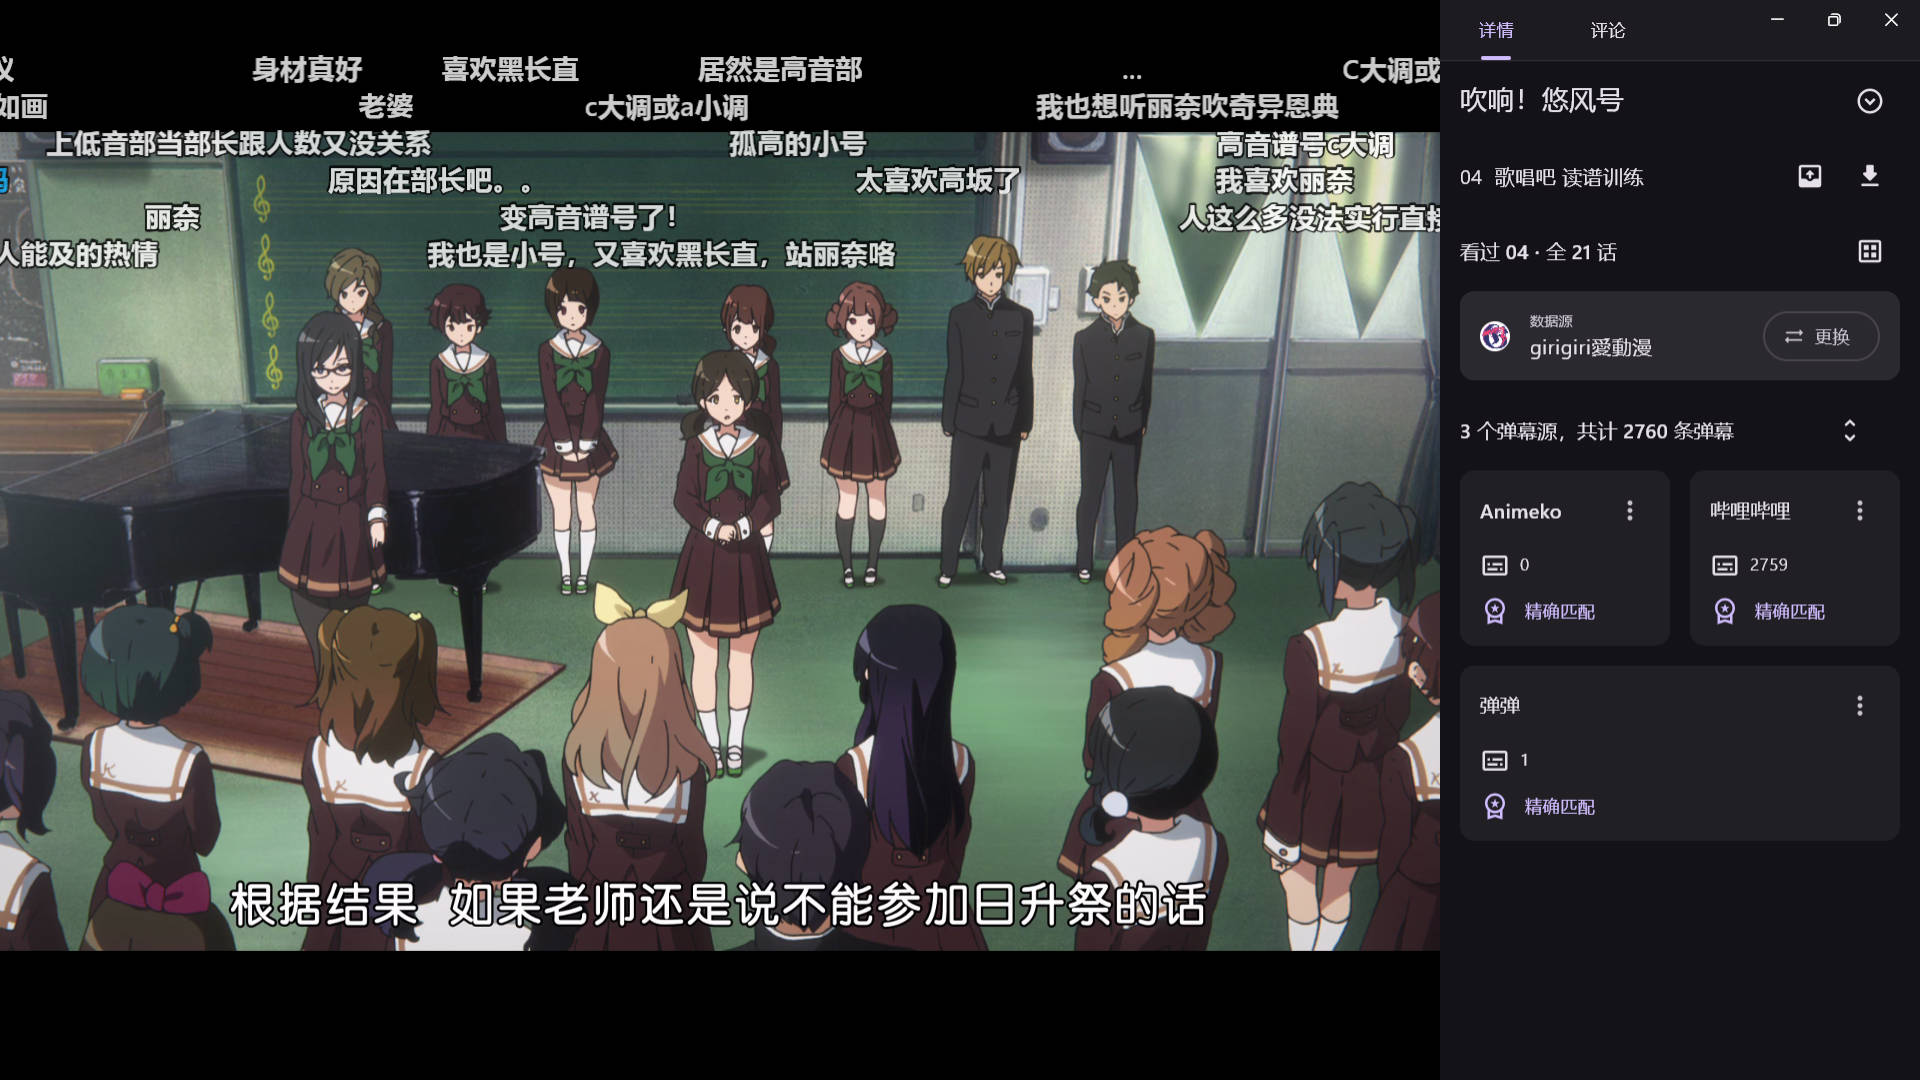 议
身材真好
喜欢黑长直
居然是高音部
...
C大调或
如画
老婆
c大调或a小调
我也想听丽奈吹奇异恩典
上低音部当部长跟人数又没关系
孤高的小号
高音谱号c大调
原因在部长吧。。
太喜欢高坂了
我喜欢丽奈
丽奈
变高音谱号了！
人这么多没法实行直接
人能及的热情
我也是小号，又喜欢黑长直，站丽奈咯
根据结果 如果老师还是说不能参加日升祭的话
详情
评论
吹响！悠风号
04 歌唱吧 读谱训练
看过 04 · 全 21 话
数据源
girigiri愛動漫
更换
3 个弹幕源，共计 2760 条弹幕
Animeko
0
精确匹配
哔哩哔哩
2759
精确匹配
弹弹
1
精确匹配